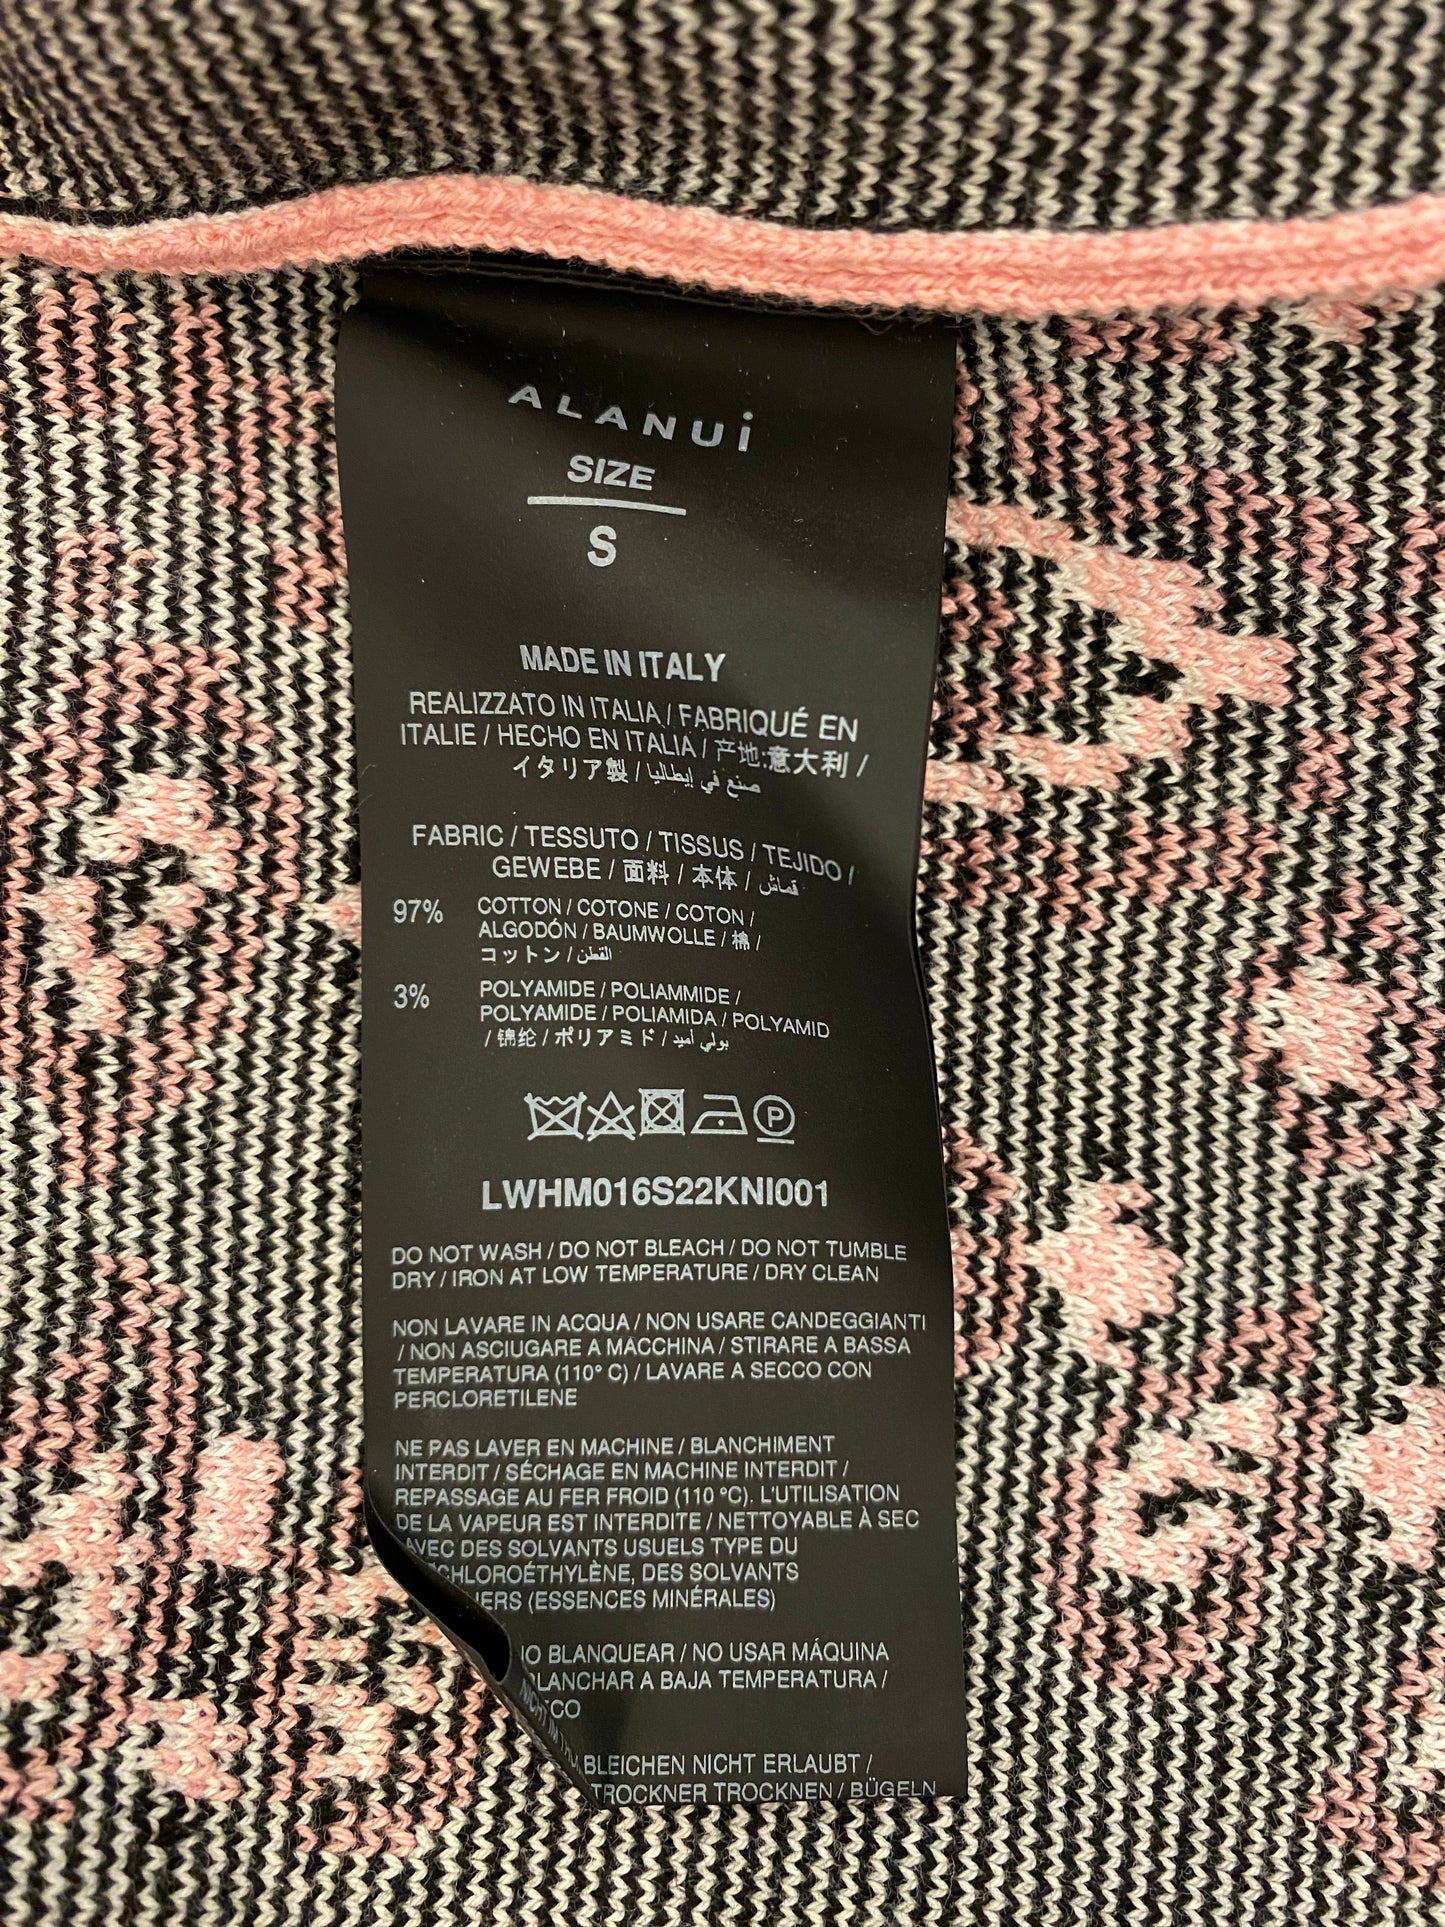 ALANUi
SIZE
S
MADE IN ITALY
REALIZZATO IN ITALIA / FABRIQUÉ EN
ITALIE / HECHO EN ITALIA / 产地:意大利 /
イタリア製 / صنع في إيطاليا
FABRIC / TESSUTO / TISSUS / TEJIDO /
GEWEBE / 面料 / 本体 / قماش
97% COTTON / COTONE / COTON /
ALGODÓN / BAUMWOLLE / 棉 /
コットン / القطن
3% POLYAMIDE / POLIAMMIDE /
POLYAMIDE / POLIAMIDA / POLYAMID
/ 锦纶 / ポリアミド / بولي أميد
P
LWHM016S22KNI001
DO NOT WASH / DO NOT BLEACH / DO NOT TUMBLE
DRY / IRON AT LOW TEMPERATURE / DRY CLEAN
NON LAVARE IN ACQUA / NON USARE CANDEGGIANTI
/ NON ASCIUGARE A MACCHINA / STIRARE A BASSA
TEMPERATURA (110° C) / LAVARE A SECCO CON
PERCLORETILENE
NE PAS LAVER EN MACHINE / BLANCHIMENT
INTERDIT / SÉCHAGE EN MACHINE INTERDIT /
REPASSAGE AU FER FROID (110 °C). L'UTILISATION
DE LA VAPEUR EST INTERDITE / NETTOYABLE À SEC
AVEC DES SOLVANTS USUELS TYPE DU
CHLOROÉTHYLÈNE, DES SOLVANTS
IERS (ESSENCES MINÉRALES)
BLANQUEAR / NO USAR MÁQUINA
LANCHAR A BAJA TEMPERATURA /
CO
NICHT IM
BLEICHEN NICHT ERLAUBT /
TROCKNER TROCKNEN / BÜGELN